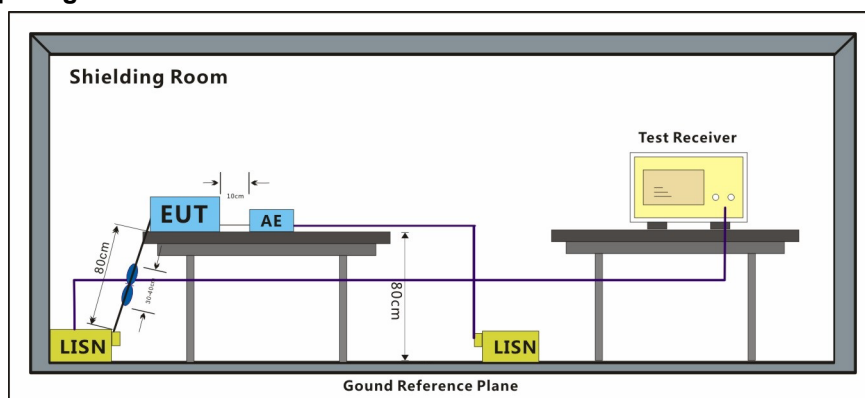 Shielding Room
Test Receiver
10cm
EUT
AE
80cm
30-40cm
80cm
LISN
LISN
Gound Reference Plane